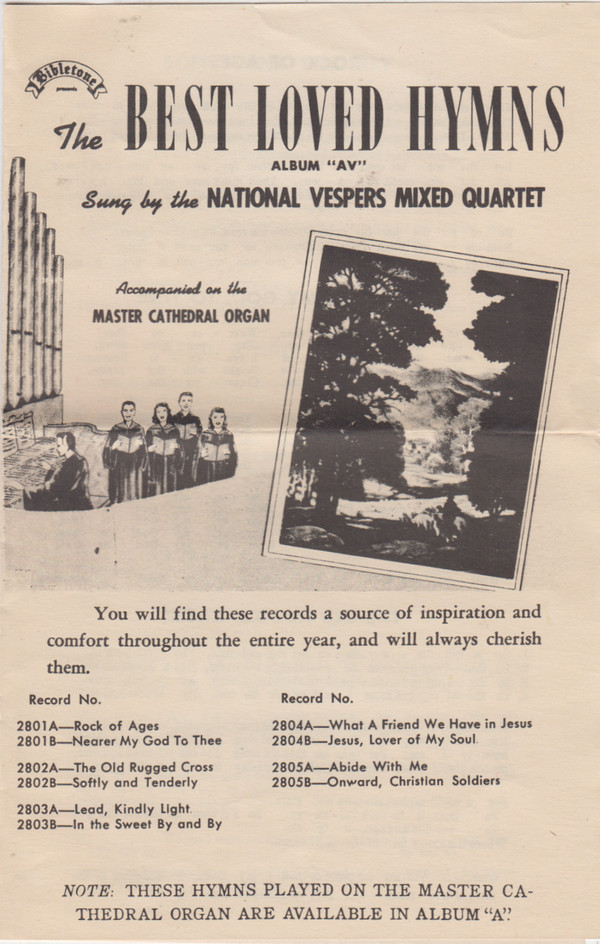 Bibletone
presents
The BEST LOVED HYMNS
ALBUM "AV"
Sung by the NATIONAL VESPERS MIXED QUARTET
Accompanied on the
MASTER CATHEDRAL ORGAN
You will find these records a source of inspiration and
comfort throughout the entire year, and will always cherish
them.
Record No.
2801A—Rock of Ages
2801B—Nearer My God To Thee
2802A—The Old Rugged Cross
2802B—Softly and Tenderly
2803A—Lead, Kindly Light.
2803B—In the Sweet By and By
Record No.
2804A—What A Friend We Have in Jesus
2804B—Jesus, Lover of My Soul.
2805A—Abide With Me
2805B—Onward, Christian Soldiers
NOTE: THESE HYMNS PLAYED ON THE MASTER CA-
THEDRAL ORGAN ARE AVAILABLE IN ALBUM "A".